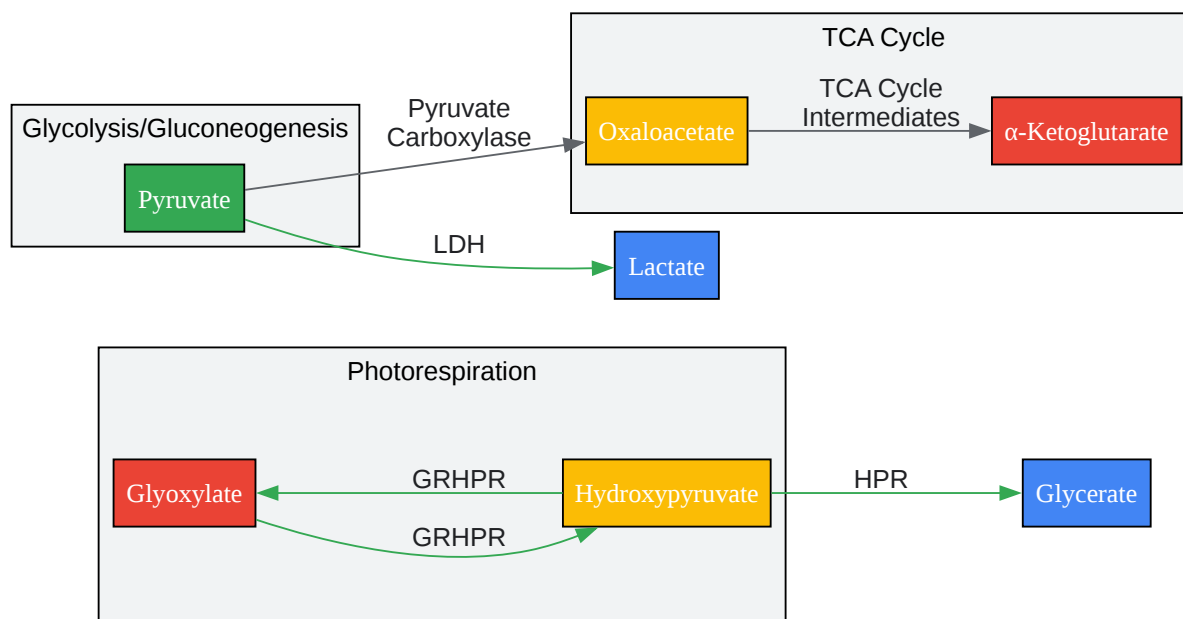 TCA Cycle
Glycolysis/Gluconeogenesis
Pyruvate
Pyruvate
Carboxylase
Oxaloacetate
TCA Cycle
Intermediates
α-Ketoglutarate
LDH
Lactate
Photorespiration
Glyoxylate
GRHPR
GRHPR
Hydroxypyruvate
HPR
Glycerate